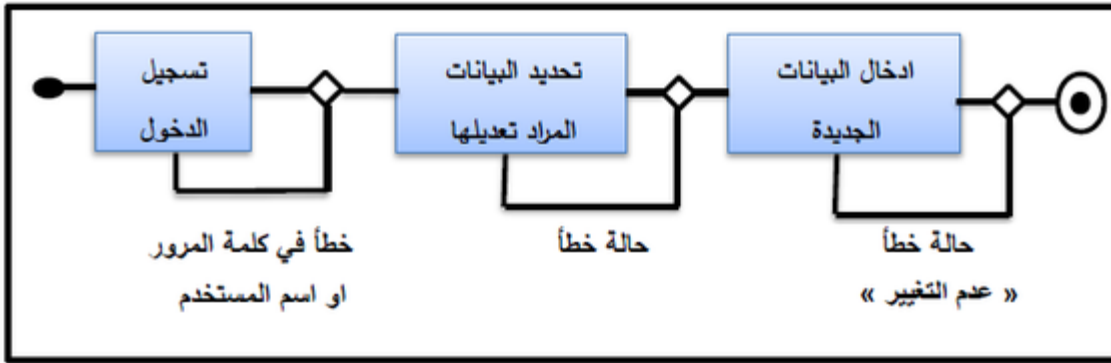 تسجيل
الدخول
تحديد البيانات
المراد تعديلها
ادخال البيانات
الجديدة
خطأ في كلمة المرور
او اسم المستخدم
حالة خطأ
حالة خطأ
« عدم التغيير »